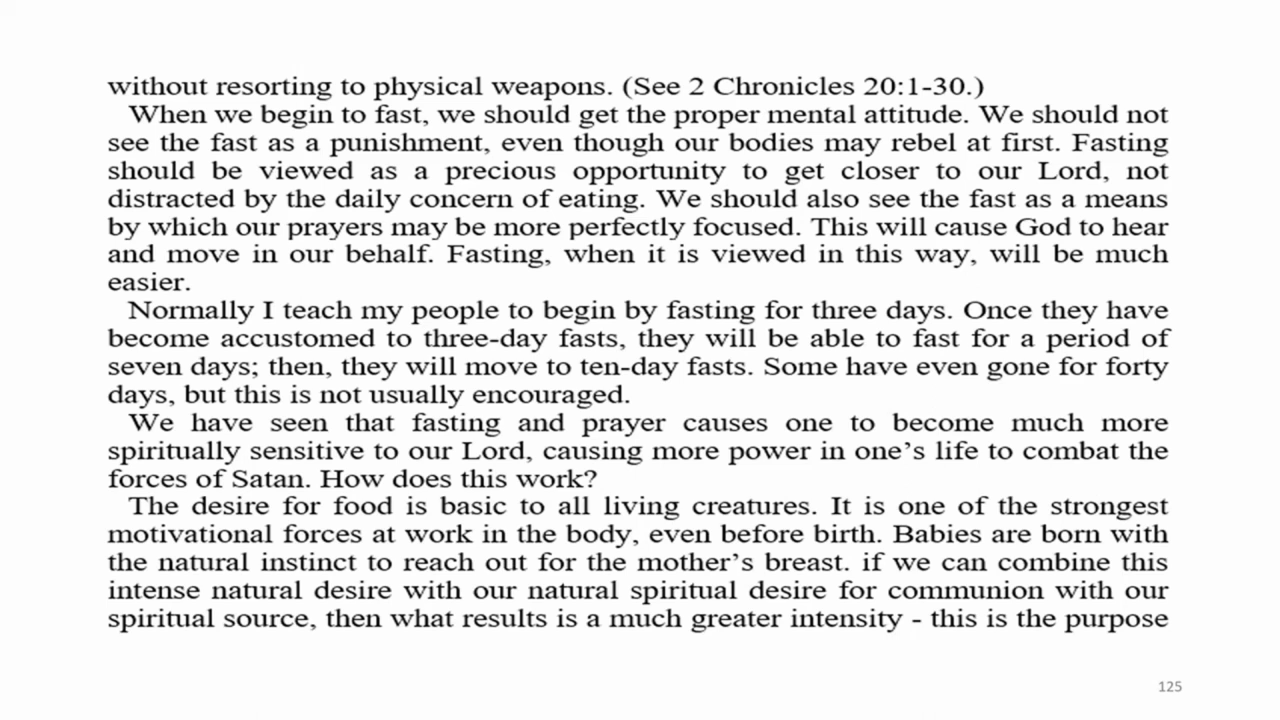 without resorting to physical weapons. (See 2 Chronicles 20:1-30.)
When we begin to fast, we should get the proper mental attitude. We should not
see the fast as a punishment, even though our bodies may rebel at first. Fasting
should be viewed as a precious opportunity to get closer to our Lord, not
distracted by the daily concern of eating. We should also see the fast as a means
by which our prayers may be more perfectly focused. This will cause God to hear
and move in our behalf. Fasting, when it is viewed in this way, will be much
easier.
Normally I teach my people to begin by fasting for three days. Once they have
become accustomed to three-day fasts, they will be able to fast for a period of
seven days; then, they will move to ten-day fasts. Some have even gone for forty
days, but this is not usually encouraged.
We have seen that fasting and prayer causes one to become much more
spiritually sensitive to our Lord, causing more power in one's life to combat the
forces of Satan. How does this work?
The desire for food is basic to all living creatures. It is one of the strongest
motivational forces at work in the body, even before birth. Babies are born with
the natural instinct to reach out for the mother's breast. if we can combine this
intense natural desire with our natural spiritual desire for communion with our
spiritual source, then what results is a much greater intensity - this is the purpose
125